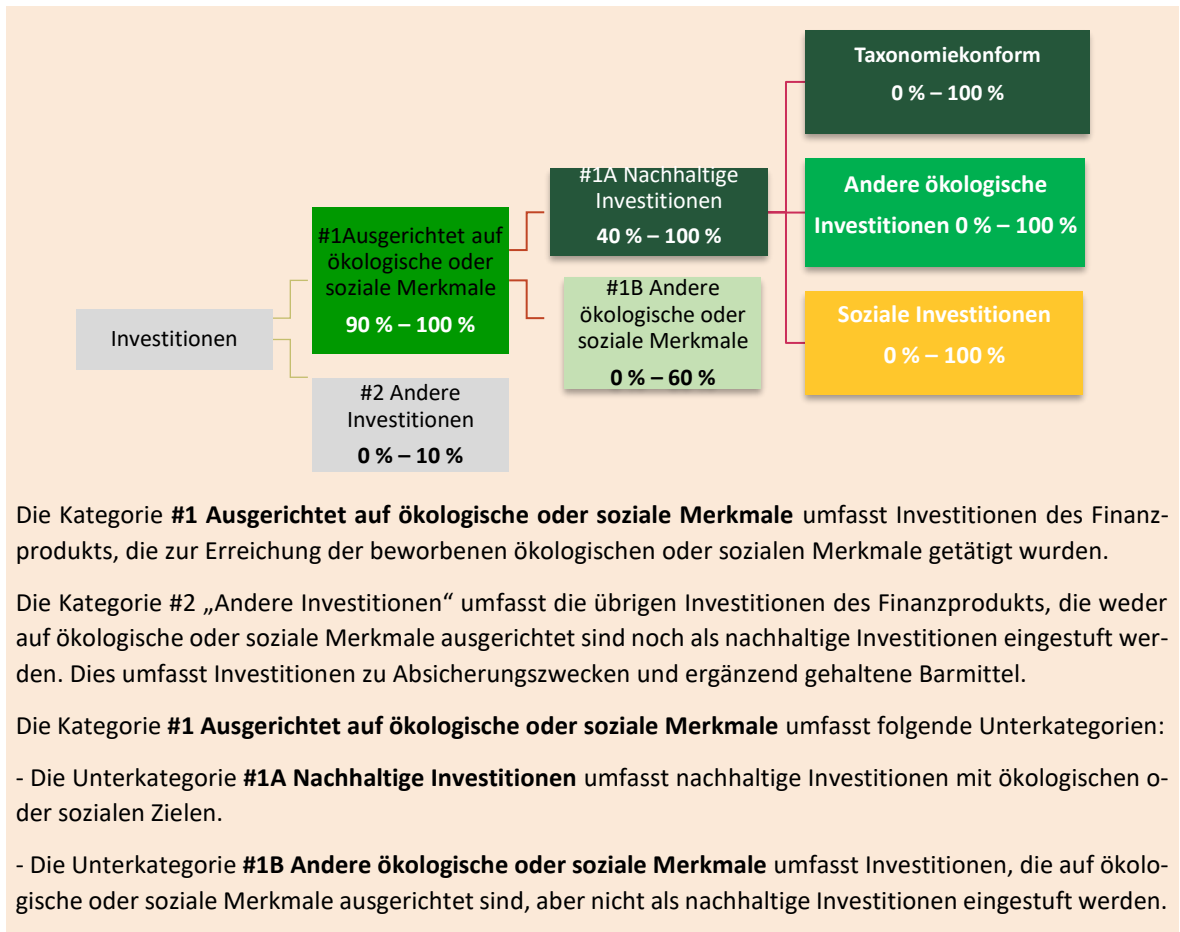 Taxonomiekonform
0 % – 100 %
#1A Nachhaltige
Investitionen
40 % – 100 %
Andere ökologische
Investitionen 0 % – 100 %
#1Ausgerichtet auf
ökologische oder
soziale Merkmale
90 % – 100 %
#1B Andere
ökologische oder
soziale Merkmale
0 % – 60 %
Soziale Investitionen
0 % – 100 %
Investitionen
#2 Andere
Investitionen
0 % – 10 %
Die Kategorie #1 Ausgerichtet auf ökologische oder soziale Merkmale umfasst Investitionen des Finanz-
produkts, die zur Erreichung der beworbenen ökologischen oder sozialen Merkmale getätigt wurden.
Die Kategorie #2 „Andere Investitionen“ umfasst die übrigen Investitionen des Finanzprodukts, die weder
auf ökologische oder soziale Merkmale ausgerichtet sind noch als nachhaltige Investitionen eingestuft wer-
den. Dies umfasst Investitionen zu Absicherungszwecken und ergänzend gehaltene Barmittel.
Die Kategorie #1 Ausgerichtet auf ökologische oder soziale Merkmale umfasst folgende Unterkategorien:
- Die Unterkategorie #1A Nachhaltige Investitionen umfasst nachhaltige Investitionen mit ökologischen o-
der sozialen Zielen.
- Die Unterkategorie #1B Andere ökologische oder soziale Merkmale umfasst Investitionen, die auf ökolo-
gische oder soziale Merkmale ausgerichtet sind, aber nicht als nachhaltige Investitionen eingestuft werden.